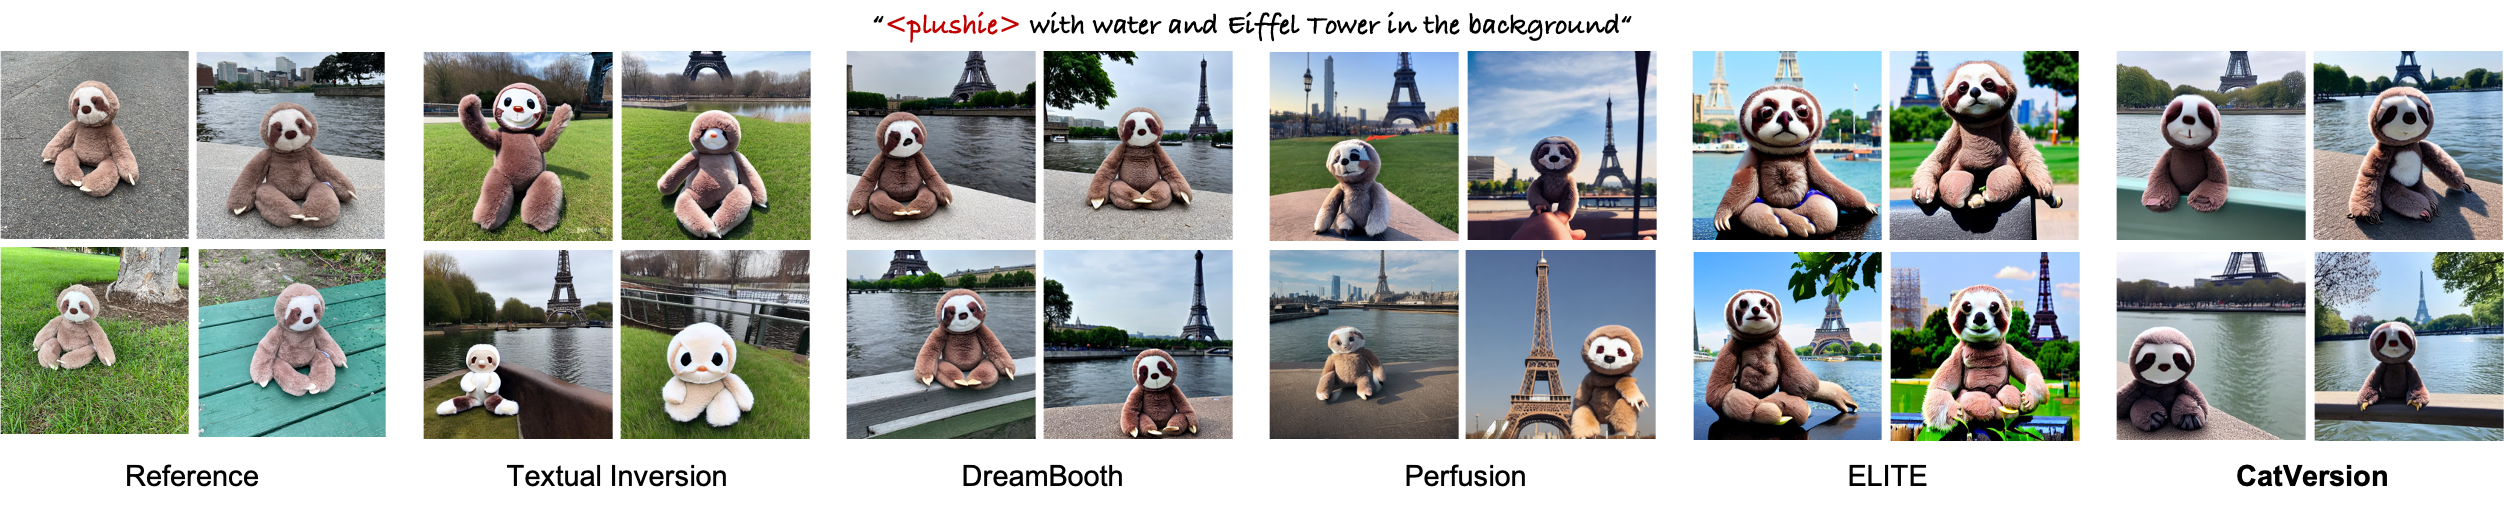 “<plushie> with water and Eiffel Tower in the background“
Reference
Textual Inversion
DreamBooth
Perfusion
ELITE
CatVersion